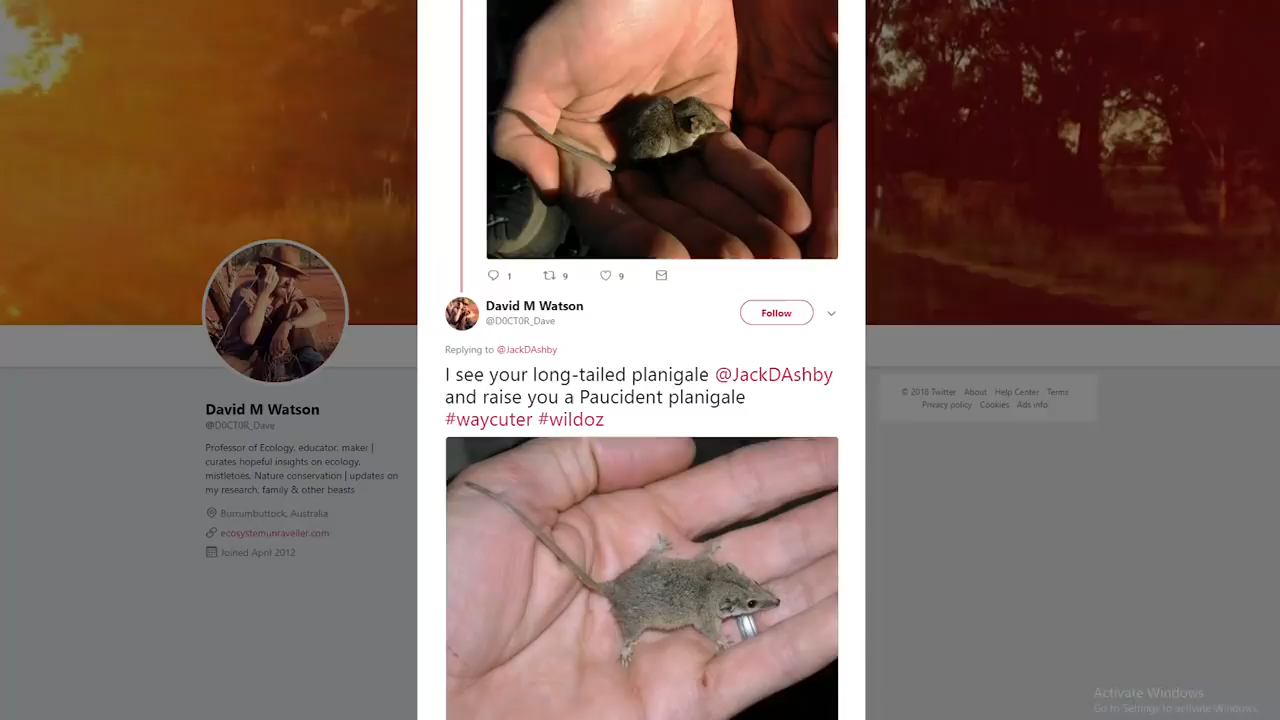 1 9 9
David M Watson
@D0CT0R_Dave
Follow
Replying to @JackDAshby
I see your long-tailed planigale @JackDAshby
and raise you a Paucident planigale
#waycuter #wildoz
David M Watson
@D0CT0R_Dave
Professor of Ecology, educator, maker |
curates hopeful insights on ecology,
mistletoes, Nature conservation | updates on
my research, family & other beasts
Burrumbuttock, Australia
ecosystemunraveller.com
Joined April 2012
© 2018 Twitter About Help Center Terms
Privacy policy Cookies Ads info
Activate Windows
Go to Settings to activate Windows.